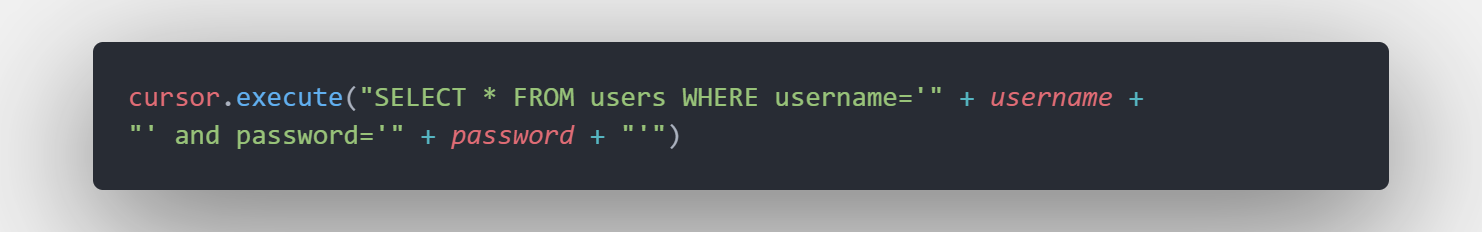 cursor.execute("SELECT * FROM users WHERE username='" + username +
"' and password='" + password + "'")